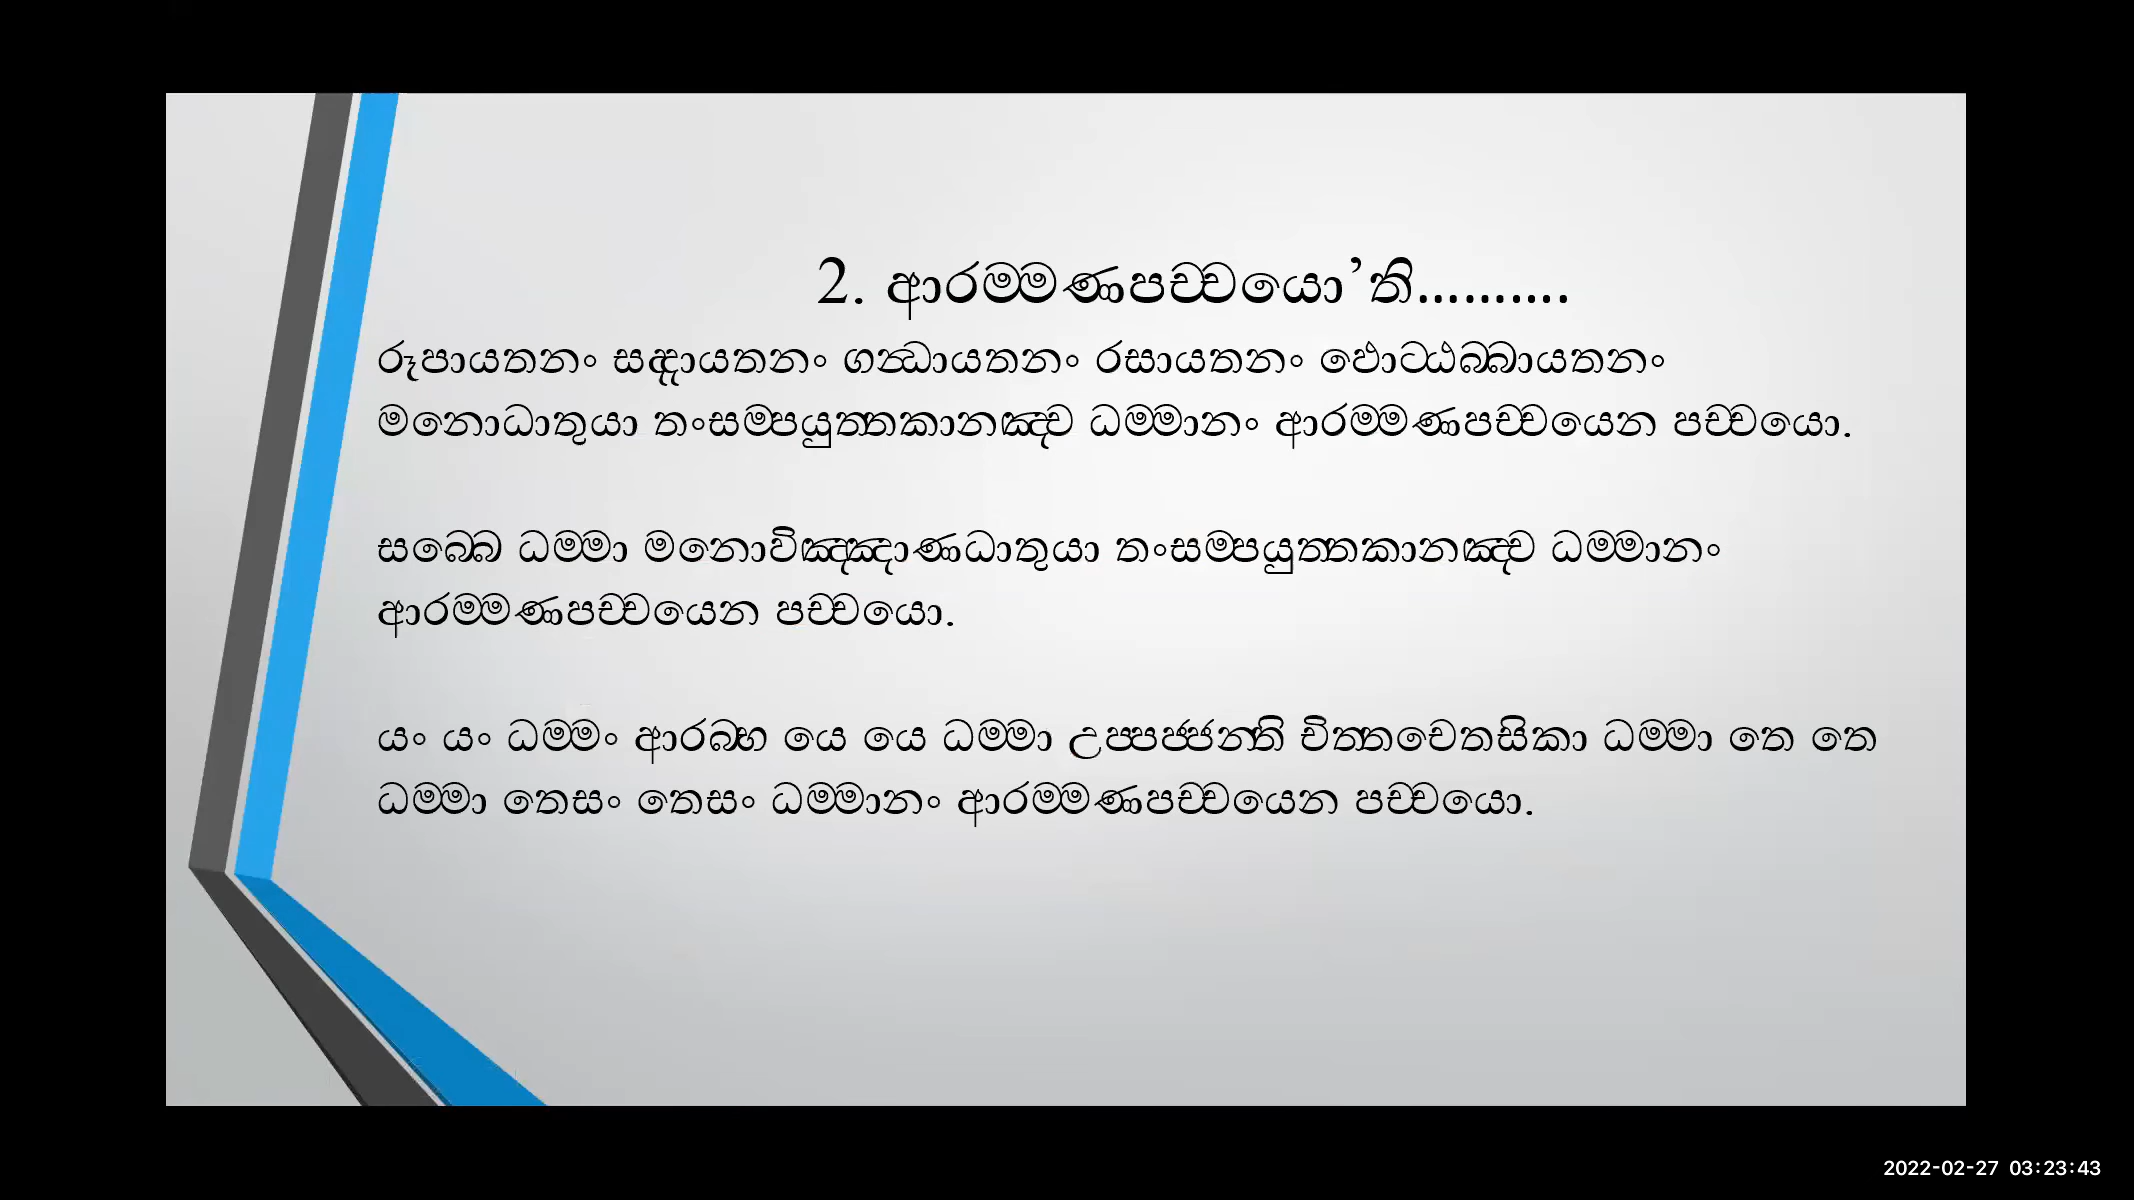 2. ආරම්මණපච්චයො’ති..........
රූපායතනං සද්දායතනං ගන්ධායතනං රසායතනං ඵොට්ඨබ්බායතනං
මනොධාතුයා තංසම්පයුත්තකානඤ්ච ධම්මානං ආරම්මණපච්චයෙන පච්චයො.
සබ්බෙ ධම්මා මනොවිඤ්ඤාණධාතුයා තංසම්පයුත්තකානඤ්ච ධම්මානං
ආරම්මණපච්චයෙන පච්චයො.
යං යං ධම්මං ආරබ්භ යෙ යෙ ධම්මා උප්පජ්ජන්ති චිත්තචෙතසිකා ධම්මා තෙ තෙ
ධම්මා තෙසං තෙසං ධම්මානං ආරම්මණපච්චයෙන පච්චයො.
2022-02-27 03:23:43